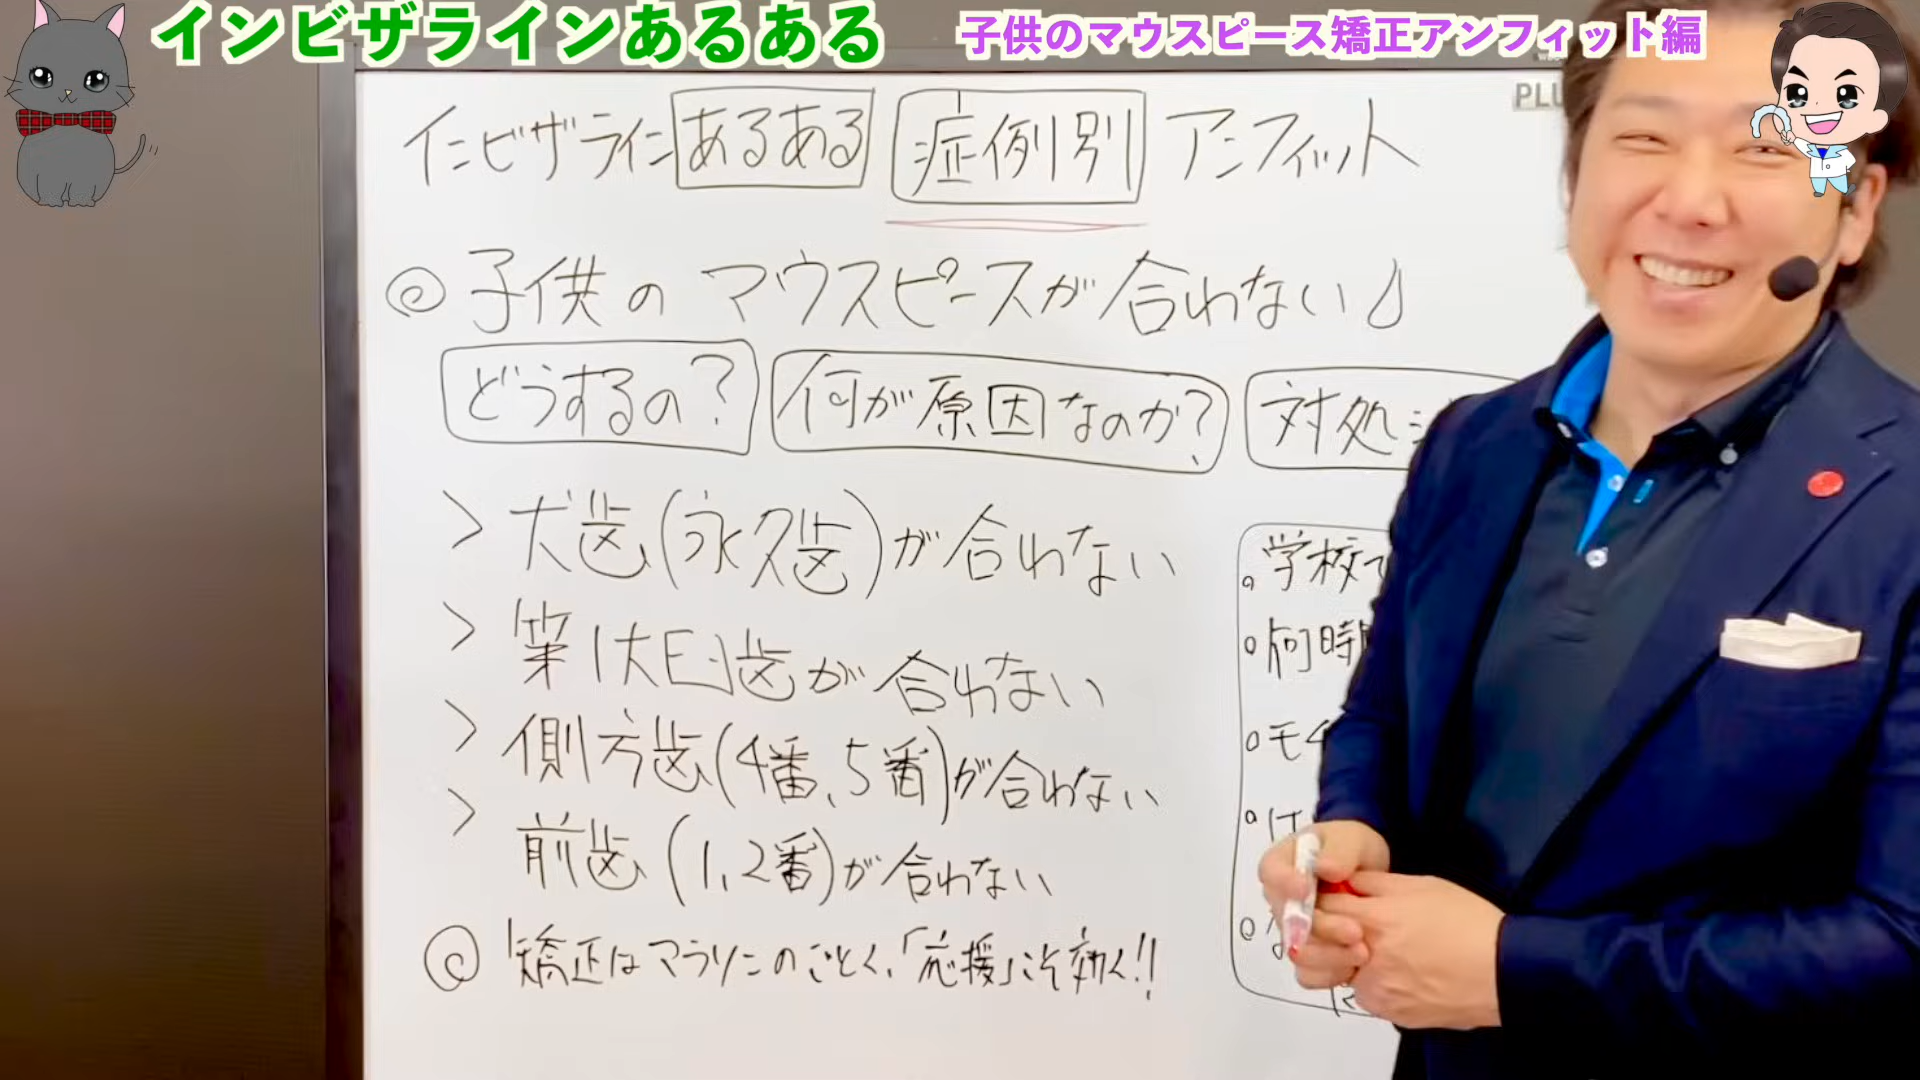 インビザラインあるある 子供のマウスピース矯正アンフィット編
PLU
インビザライン あるある 症例別 アンフィット
◎子供のマウスピースが合わない
どうするの? 何が原因なのか? 対処
> 犬歯(永久歯)が合わない
> 第1大臼歯が合わない
> 側方歯(4番、5番)が合わない
> 前歯(1、2番)が合わない
◎矯正はマラソンのごとく、「応援」こそ効く!!
。学校で
。何時
。モチ